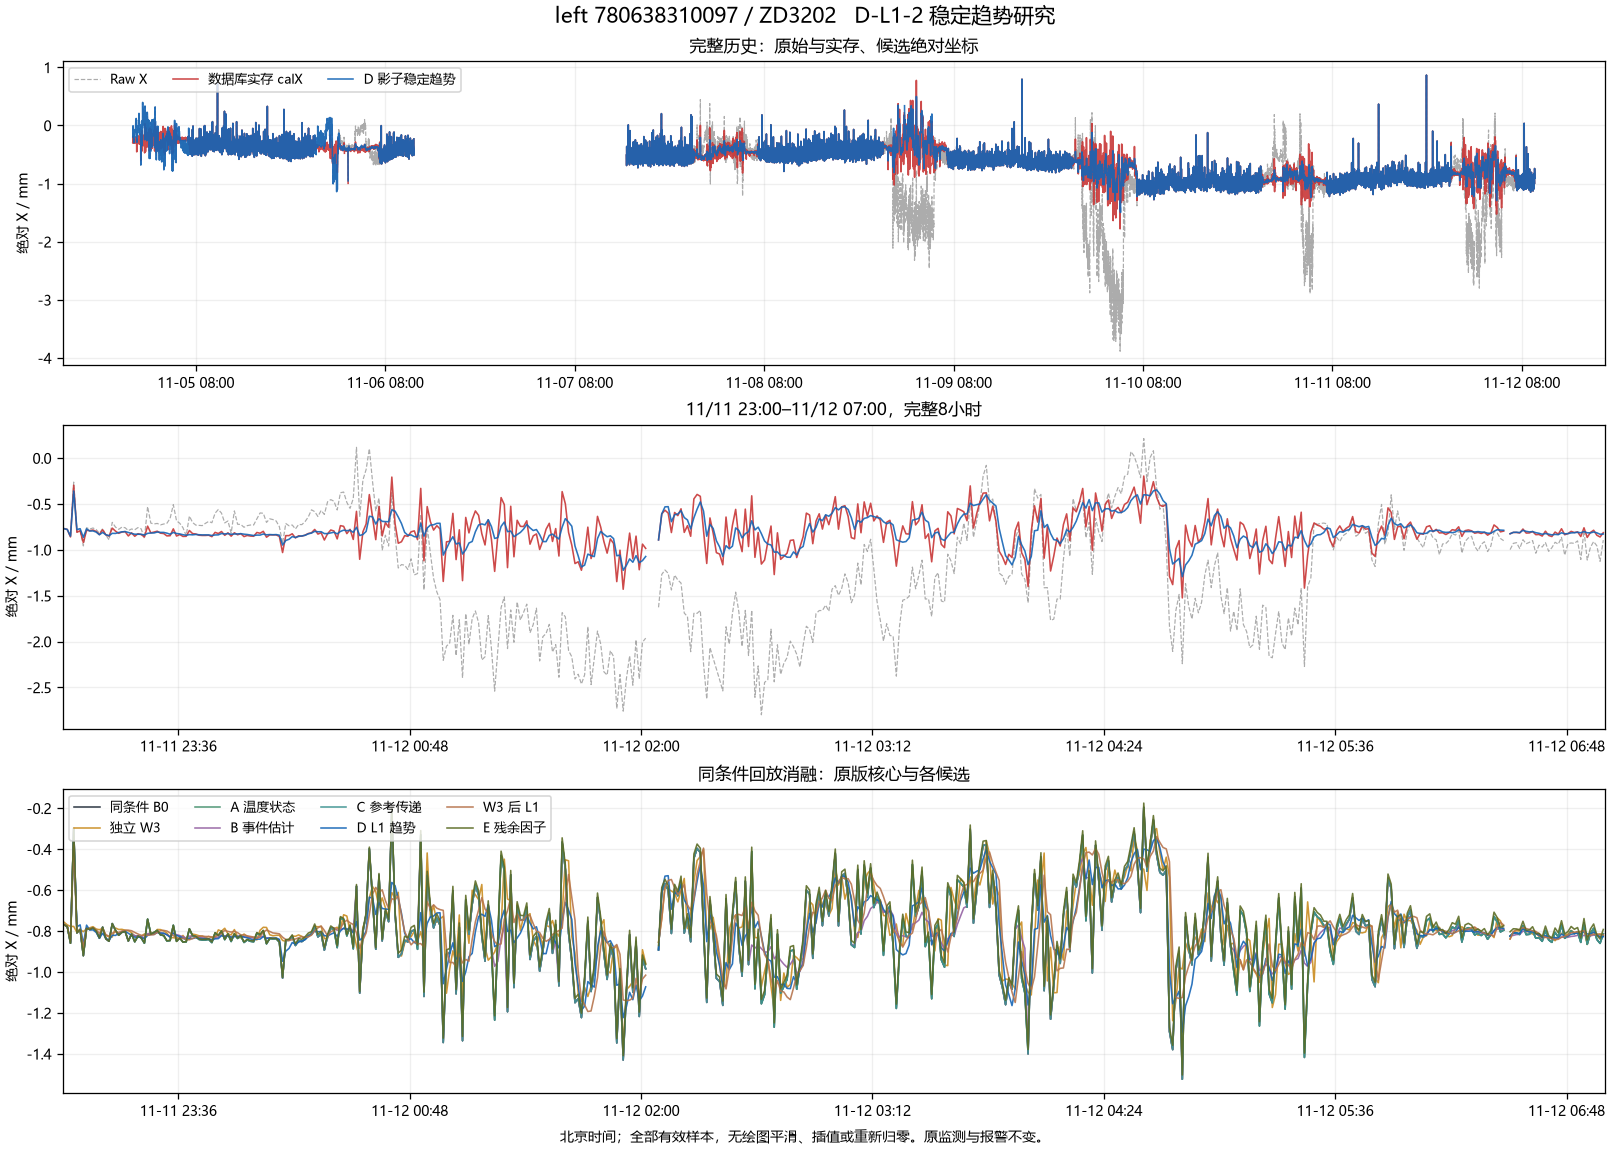 left 780638310097 / ZD3202   D-L1-2 稳定趋势研究
完整历史：原始与实存、候选绝对坐标
Raw X
数据库实存 calX
D 影子稳定趋势
绝对 X / mm
1
0
-1
-2
-3
-4
11-05 08:00
11-06 08:00
11-07 08:00
11-08 08:00
11-09 08:00
11-10 08:00
11-11 08:00
11-12 08:00
11/11 23:00–11/12 07:00，完整8小时
绝对 X / mm
0.0
-0.5
-1.0
-1.5
-2.0
-2.5
11-11 23:36
11-12 00:48
11-12 02:00
11-12 03:12
11-12 04:24
11-12 05:36
11-12 06:48
同条件回放消融：原版核心与各候选
同条件 B0
A 温度状态
C 参考传递
W3 后 L1
独立 W3
B 事件估计
D L1 趋势
E 残余因子
绝对 X / mm
-0.2
-0.4
-0.6
-0.8
-1.0
-1.2
-1.4
11-11 23:36
11-12 00:48
11-12 02:00
11-12 03:12
11-12 04:24
11-12 05:36
11-12 06:48
北京时间；全部有效样本，无绘图平滑、插值或重新归零。原监测与报警不变。